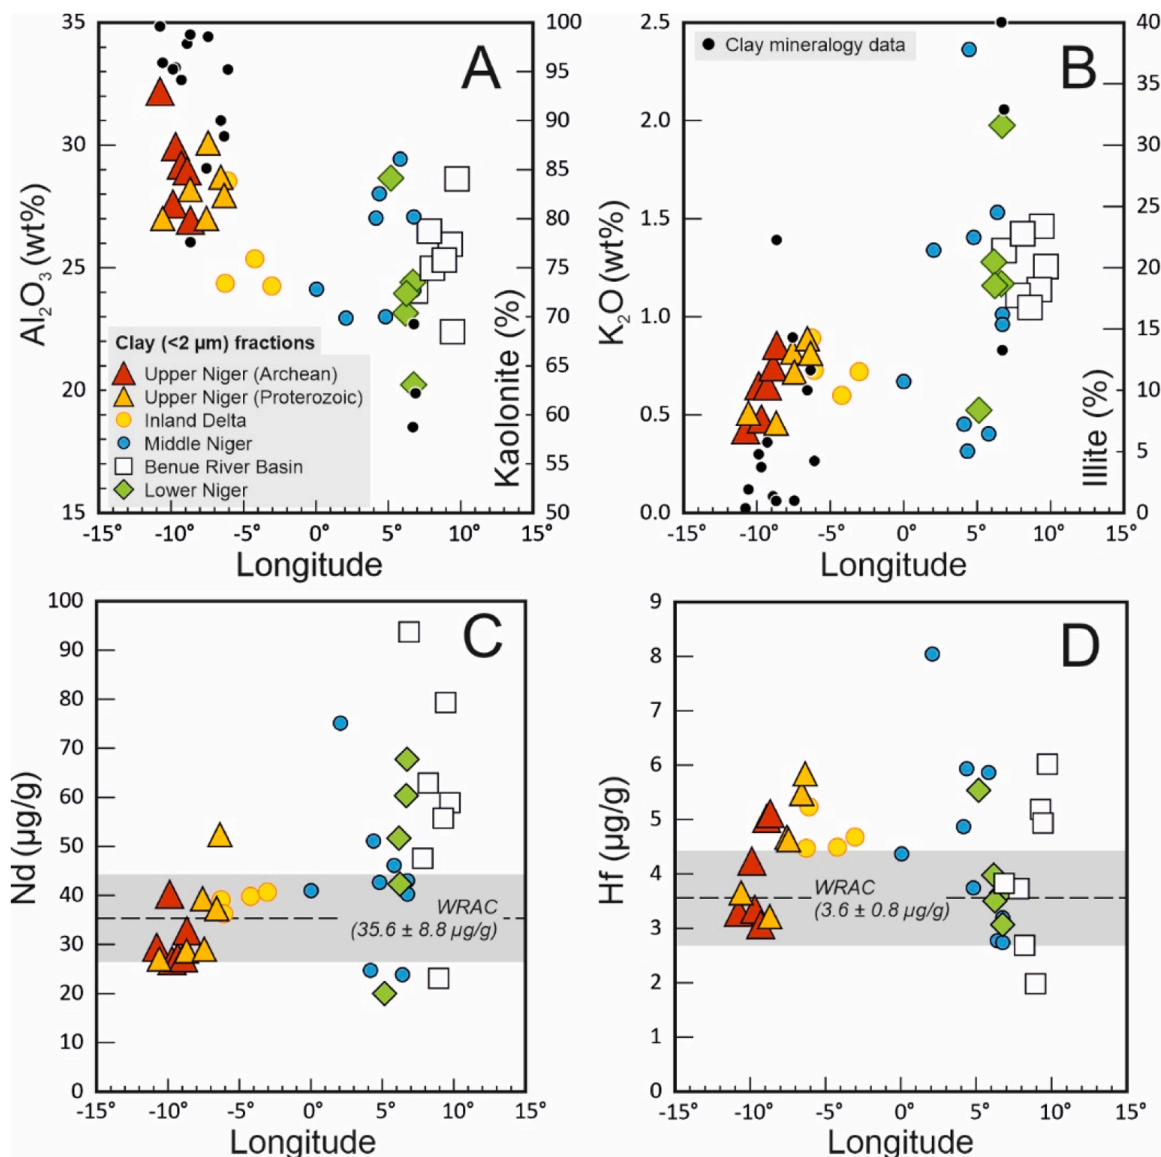 A
35
30
25
20
15
Al2O3 (wt%)
100
95
90
85
80
75
70
65
60
55
50
Kaolonite (%)
Clay (<2 µm) fractions
Upper Niger (Archean)
Upper Niger (Proterozoic)
Inland Delta
Middle Niger
Benue River Basin
Lower Niger
-15° -10° -5° 0° 5° 10° 15°
Longitude
B
Clay mineralogy data
2.5
2.0
1.5
1.0
0.5
0.0
K2O (wt%)
40
35
30
25
20
15
10
5
0
Illite (%)
-15° -10° -5° 0° 5° 10° 15°
Longitude
C
100
90
80
70
60
50
40
30
20
10
0
Nd (µg/g)
WRAC
(35.6 ± 8.8 µg/g)
-15° -10° -5° 0° 5° 10° 15°
Longitude
D
9
8
7
6
5
4
3
2
1
0
Hf (µg/g)
WRAC
(3.6 ± 0.8 µg/g)
-15° -10° -5° 0° 5° 10° 15°
Longitude